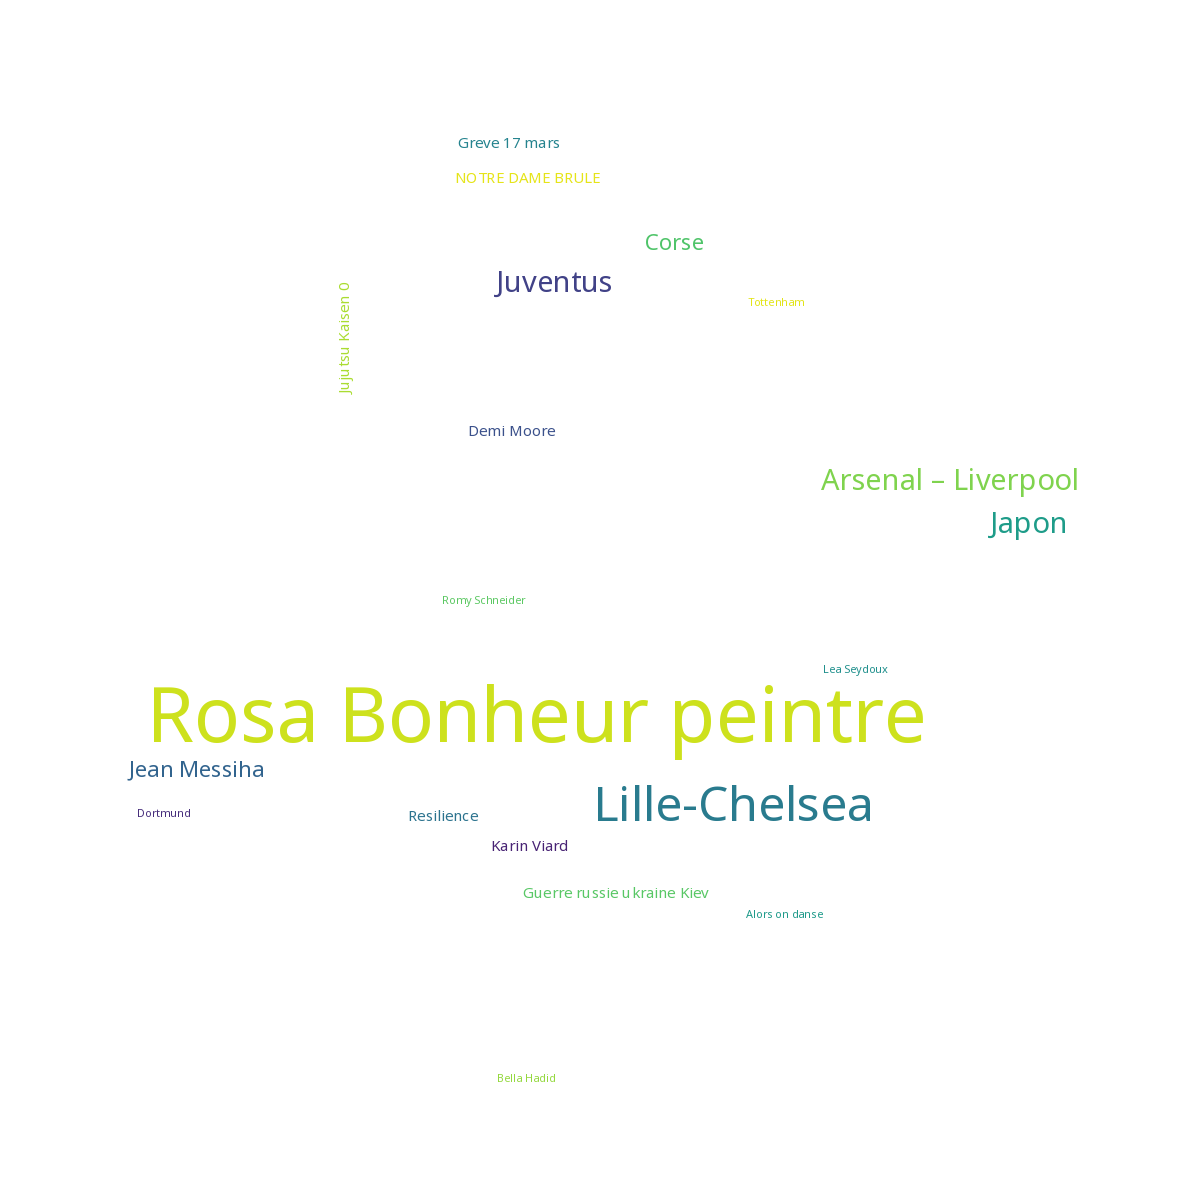 Greve 17 mars
NOTRE DAME BRULE
Corse
Juventus
Tottenham
Jujutsu Kaisen 0
Demi Moore
Arsenal – Liverpool
Japon
Romy Schneider
Lea Seydoux
Rosa Bonheur peintre
Jean Messiha
Lille-Chelsea
Dortmund
Resilience
Karin Viard
Guerre russie ukraine Kiev
Alors on danse
Bella Hadid